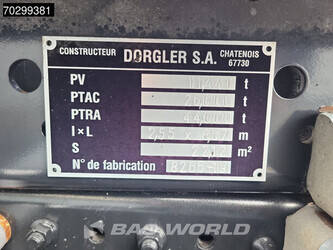 70299381
CONSTRUCTEUR DORGLER S.A. CHATENOIS 67730
PV t
PTAC t
PTRA t
I×L m
S m²
N° de fabrication
BAS WORLD